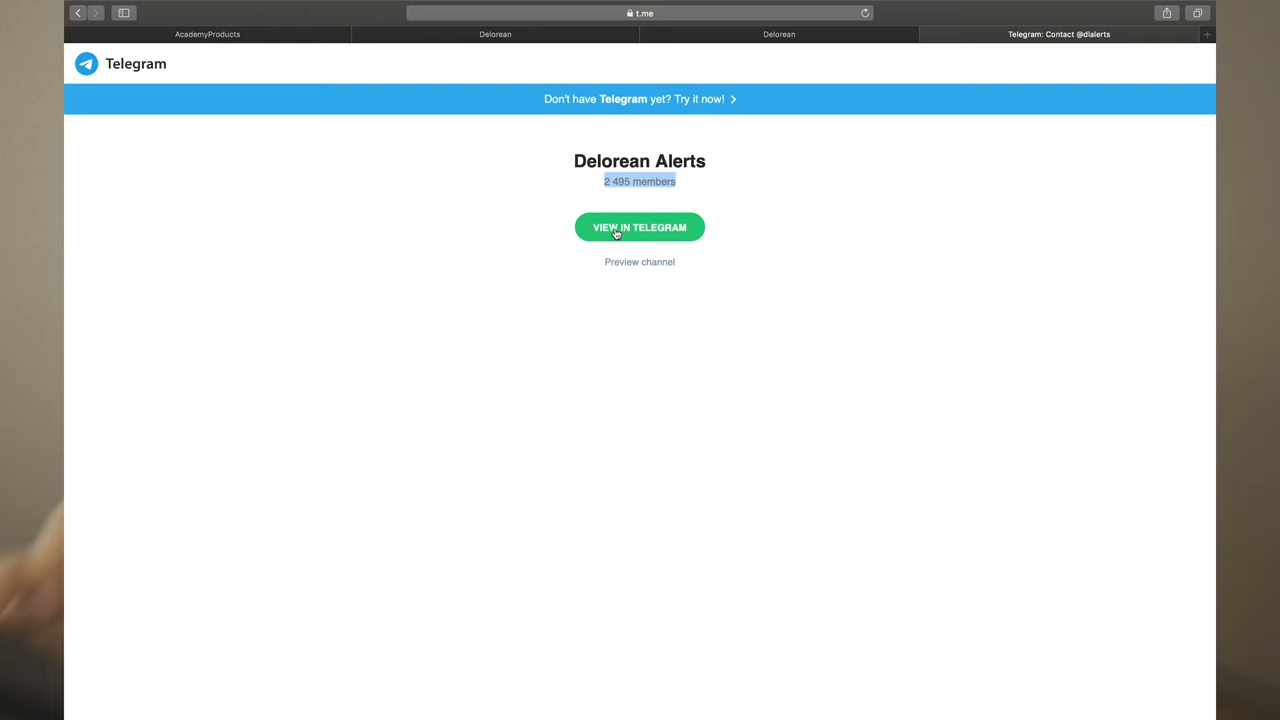 t.me
AcademyProducts
Delorean
Delorean
Telegram: Contact @dlalerts
Telegram
Don't have Telegram yet? Try it now!
Delorean Alerts
2 495 members
VIEW IN TELEGRAM
Preview channel